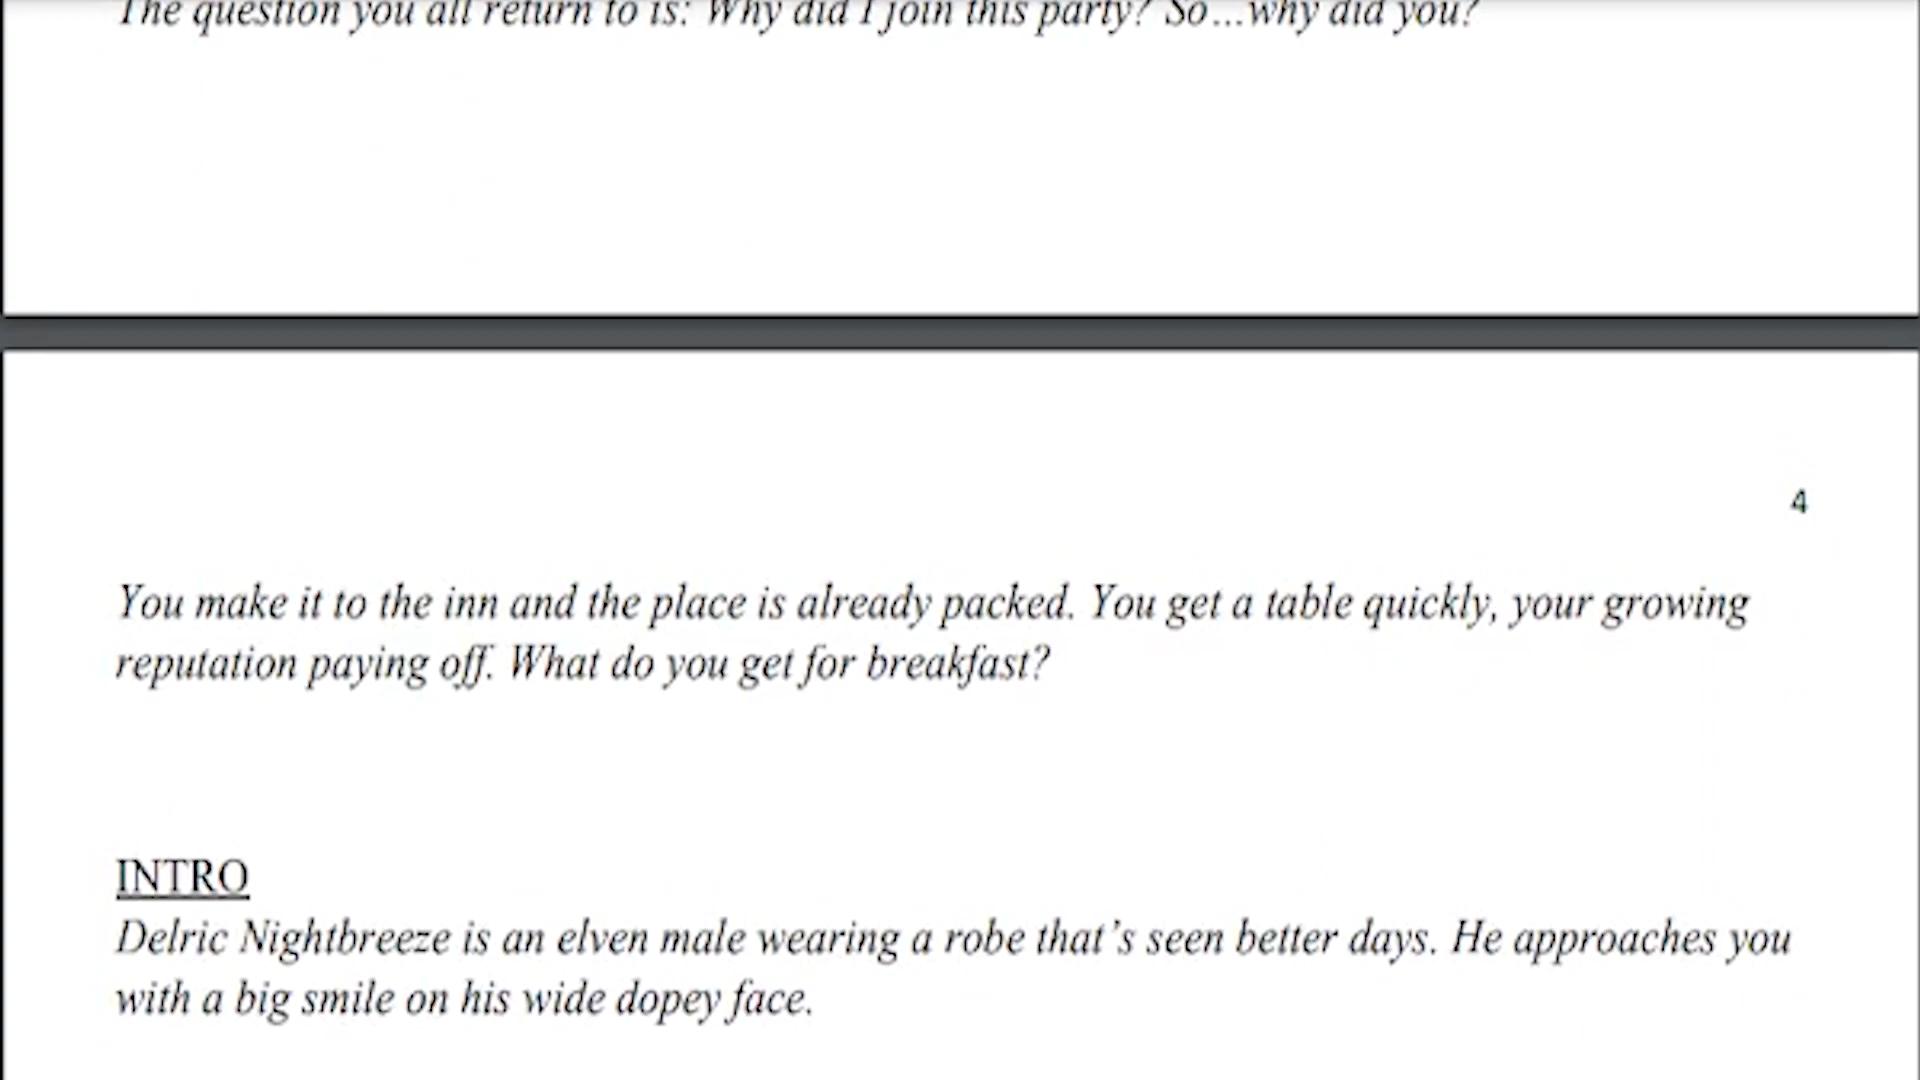 The question you all return to is: Why did I join this party? So…why did you?
4
You make it to the inn and the place is already packed. You get a table quickly, your growing
reputation paying off. What do you get for breakfast?
INTRO
Delric Nightbreeze is an elven male wearing a robe that’s seen better days. He approaches you
with a big smile on his wide dopey face.